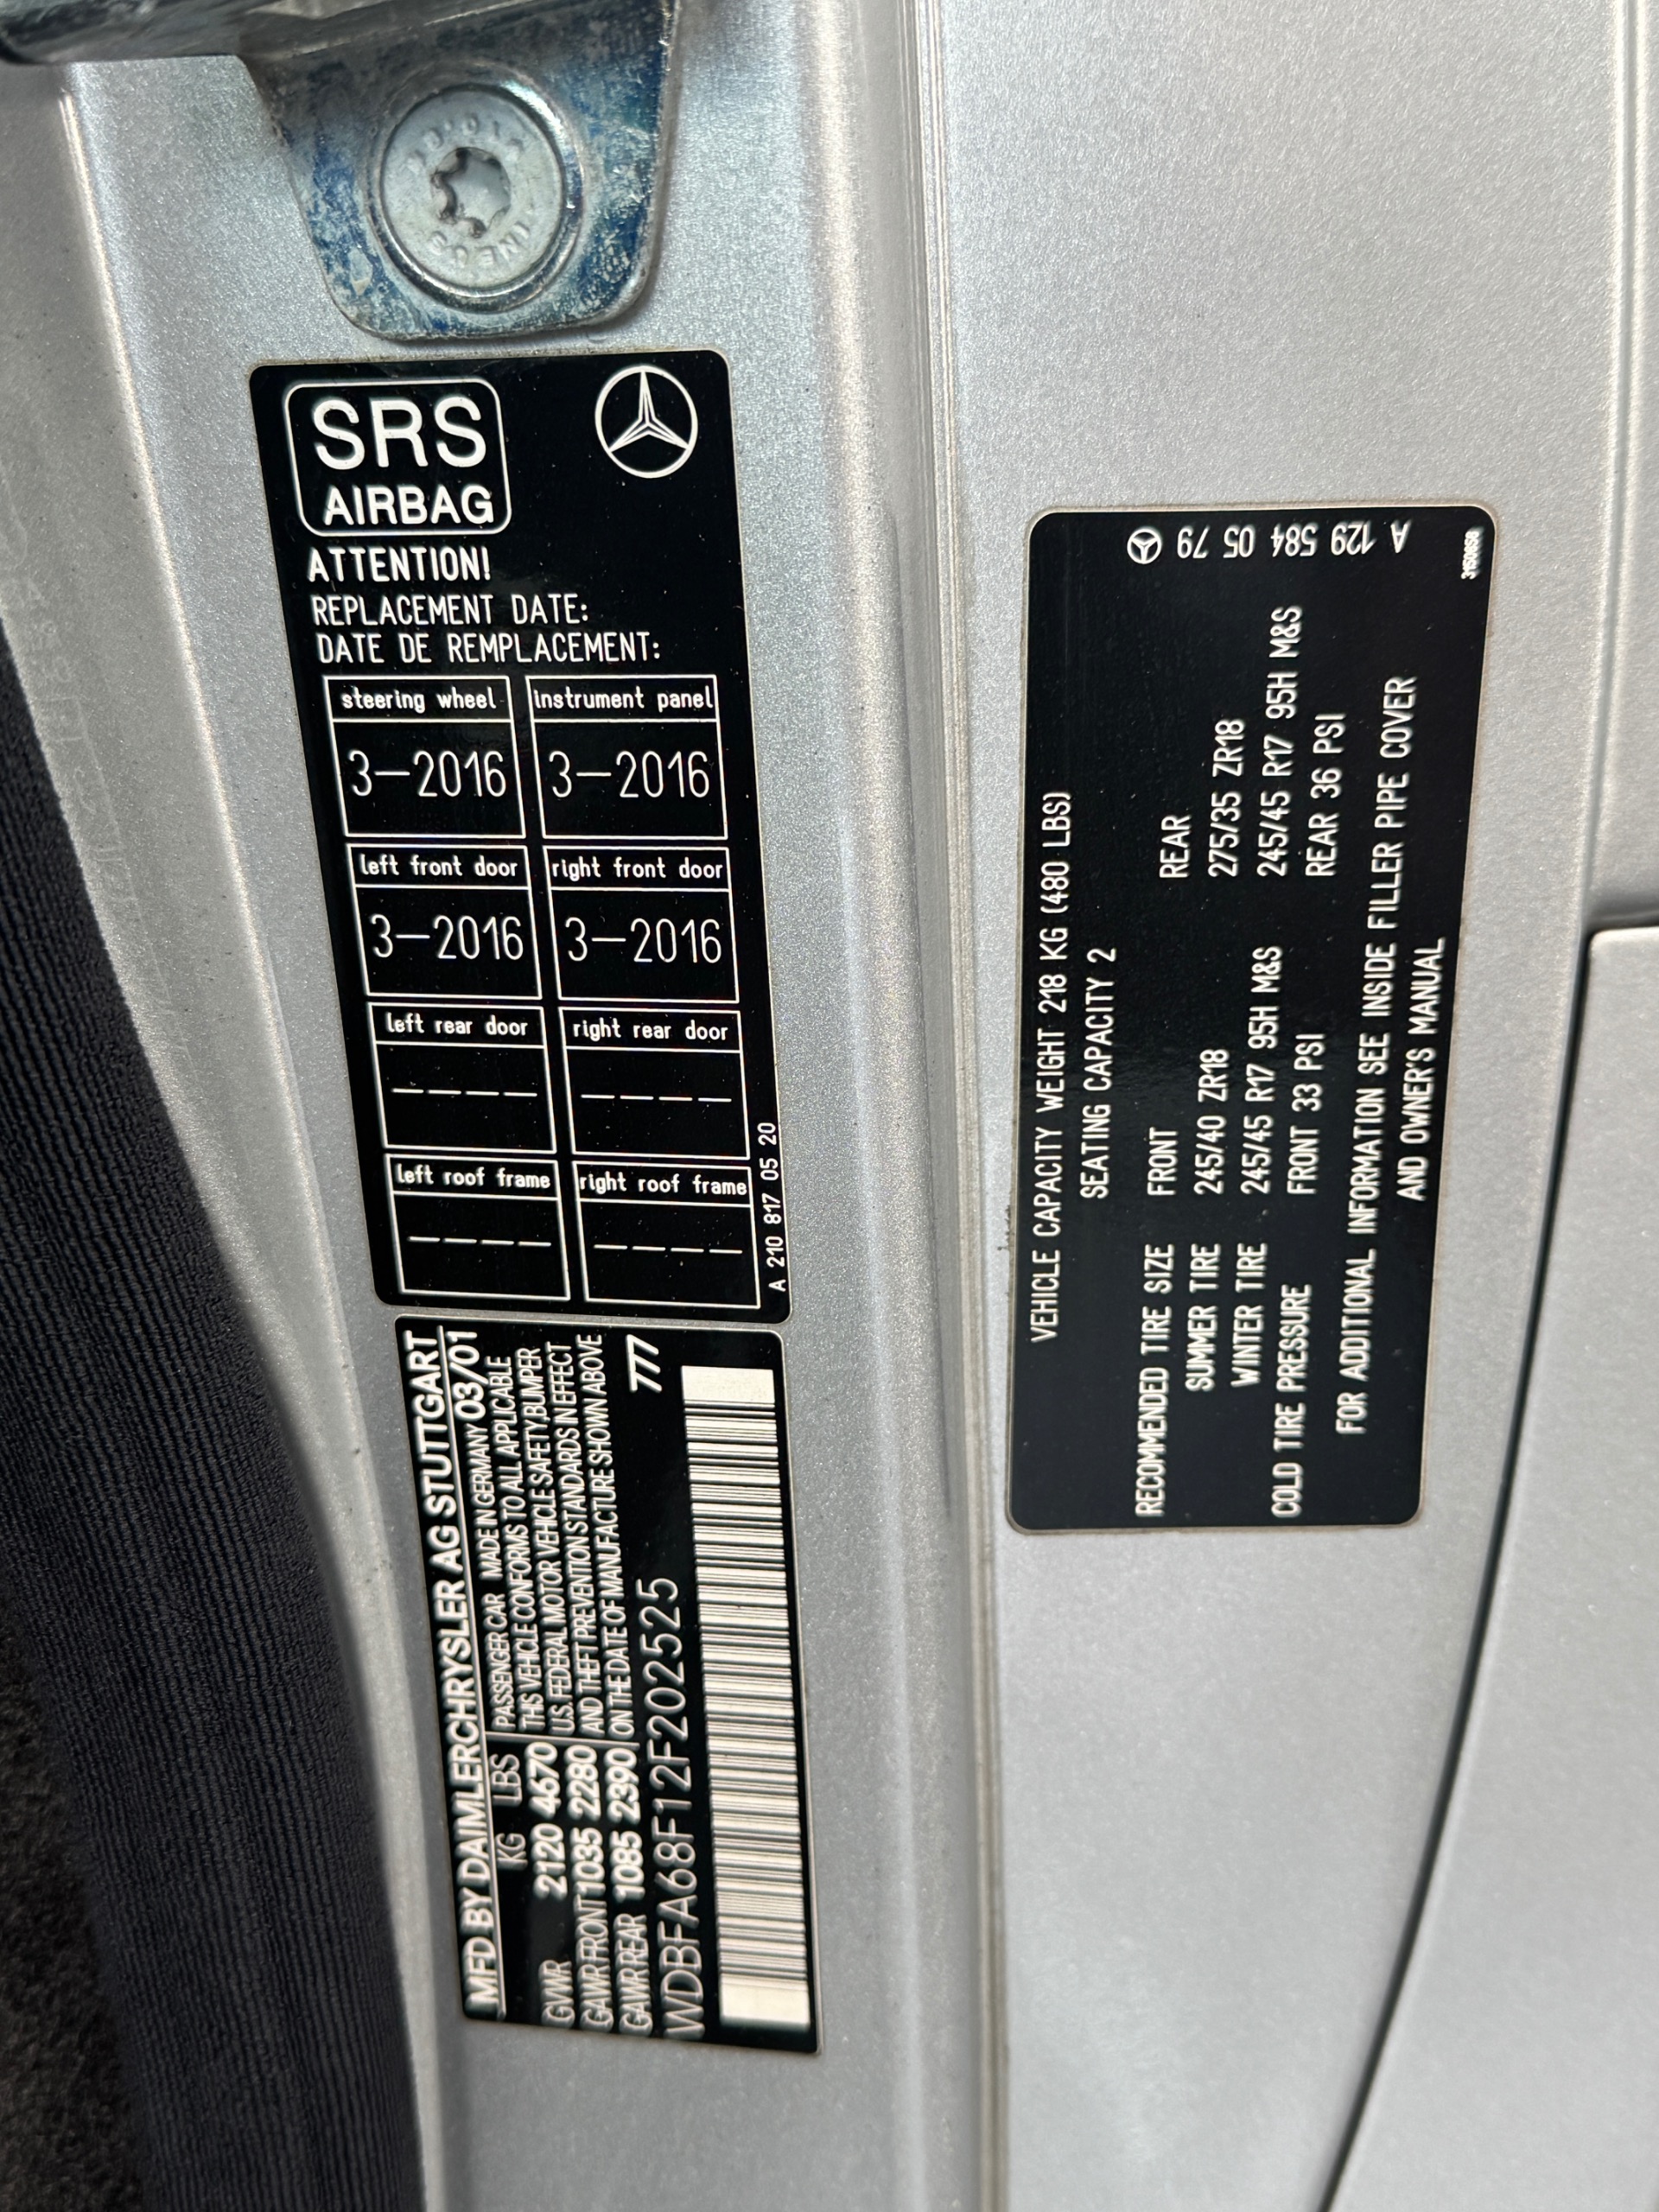 SRS
AIRBAG
ATTENTION!
REPLACEMENT DATE:
DATE DE REMPLACEMENT:
steering wheel instrument panel
3-2016 3-2016
left front door right front door
3-2016 3-2016
left rear door right rear door
---- ----
left roof frame right roof frame
---- ----
A 210 817 05 20
MFD BY DAIMLERCHRYSLER AG STUTTGART
KG LBS PASSENGER CAR MADE IN GERMANY 03/01
GVWR 2120 4670
GAWR FRONT 1035 2280
GAWR REAR 1085 2390
THIS VEHICLE CONFORMS TO ALL APPLICABLE
U.S. FEDERAL MOTOR VEHICLE SAFETY, BUMPER
AND THEFT PREVENTION STANDARDS IN EFFECT
ON THE DATE OF MANUFACTURE SHOWN ABOVE
WDBFA68F12F202525 777
VEHICLE CAPACITY WEIGHT 218 KG (480 LBS)
SEATING CAPACITY 2
RECOMMENDED TIRE SIZE FRONT REAR
SUMMER TIRE 245/40 ZR18 275/35 ZR18
WINTER TIRE 245/45 R17 95H M&S 245/45 R17 95H M&S
COLD TIRE PRESSURE FRONT 33 PSI REAR 36 PSI
FOR ADDITIONAL INFORMATION SEE INSIDE FILLER PIPE COVER
AND OWNER'S MANUAL
A 129 584 05 79